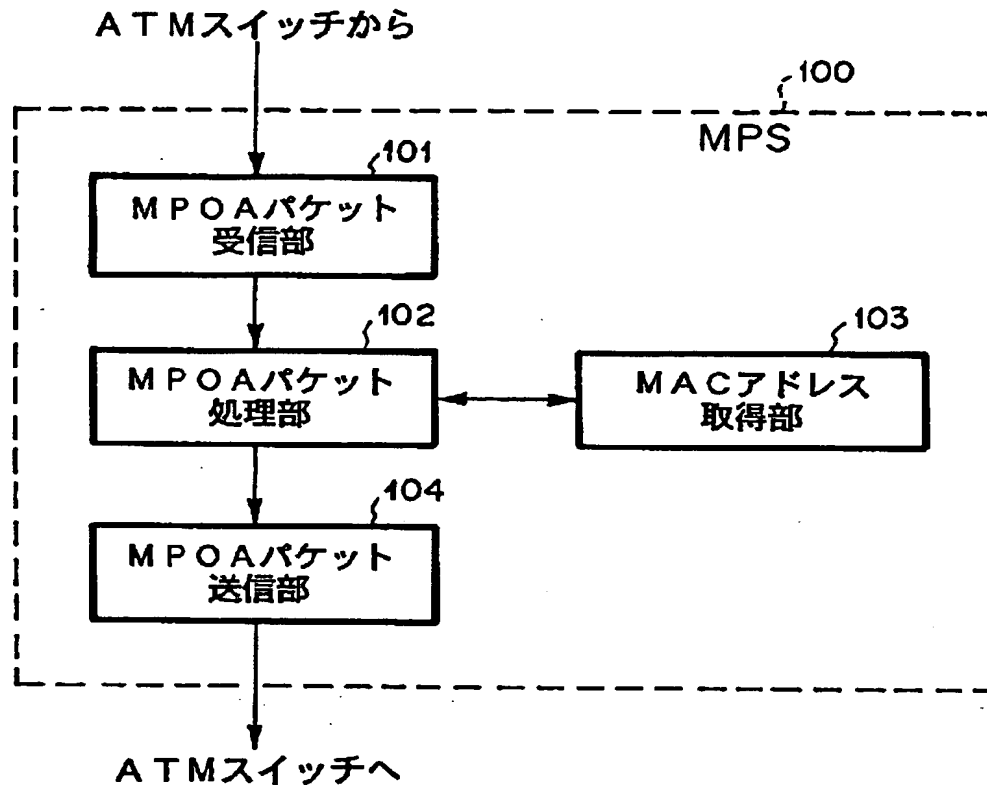 ATMスイッチから
100
MPS
101
MPOAパケット
受信部
102
MPOAパケット
処理部
103
MACアドレス
取得部
104
MPOAパケット
送信部
ATMスイッチへ